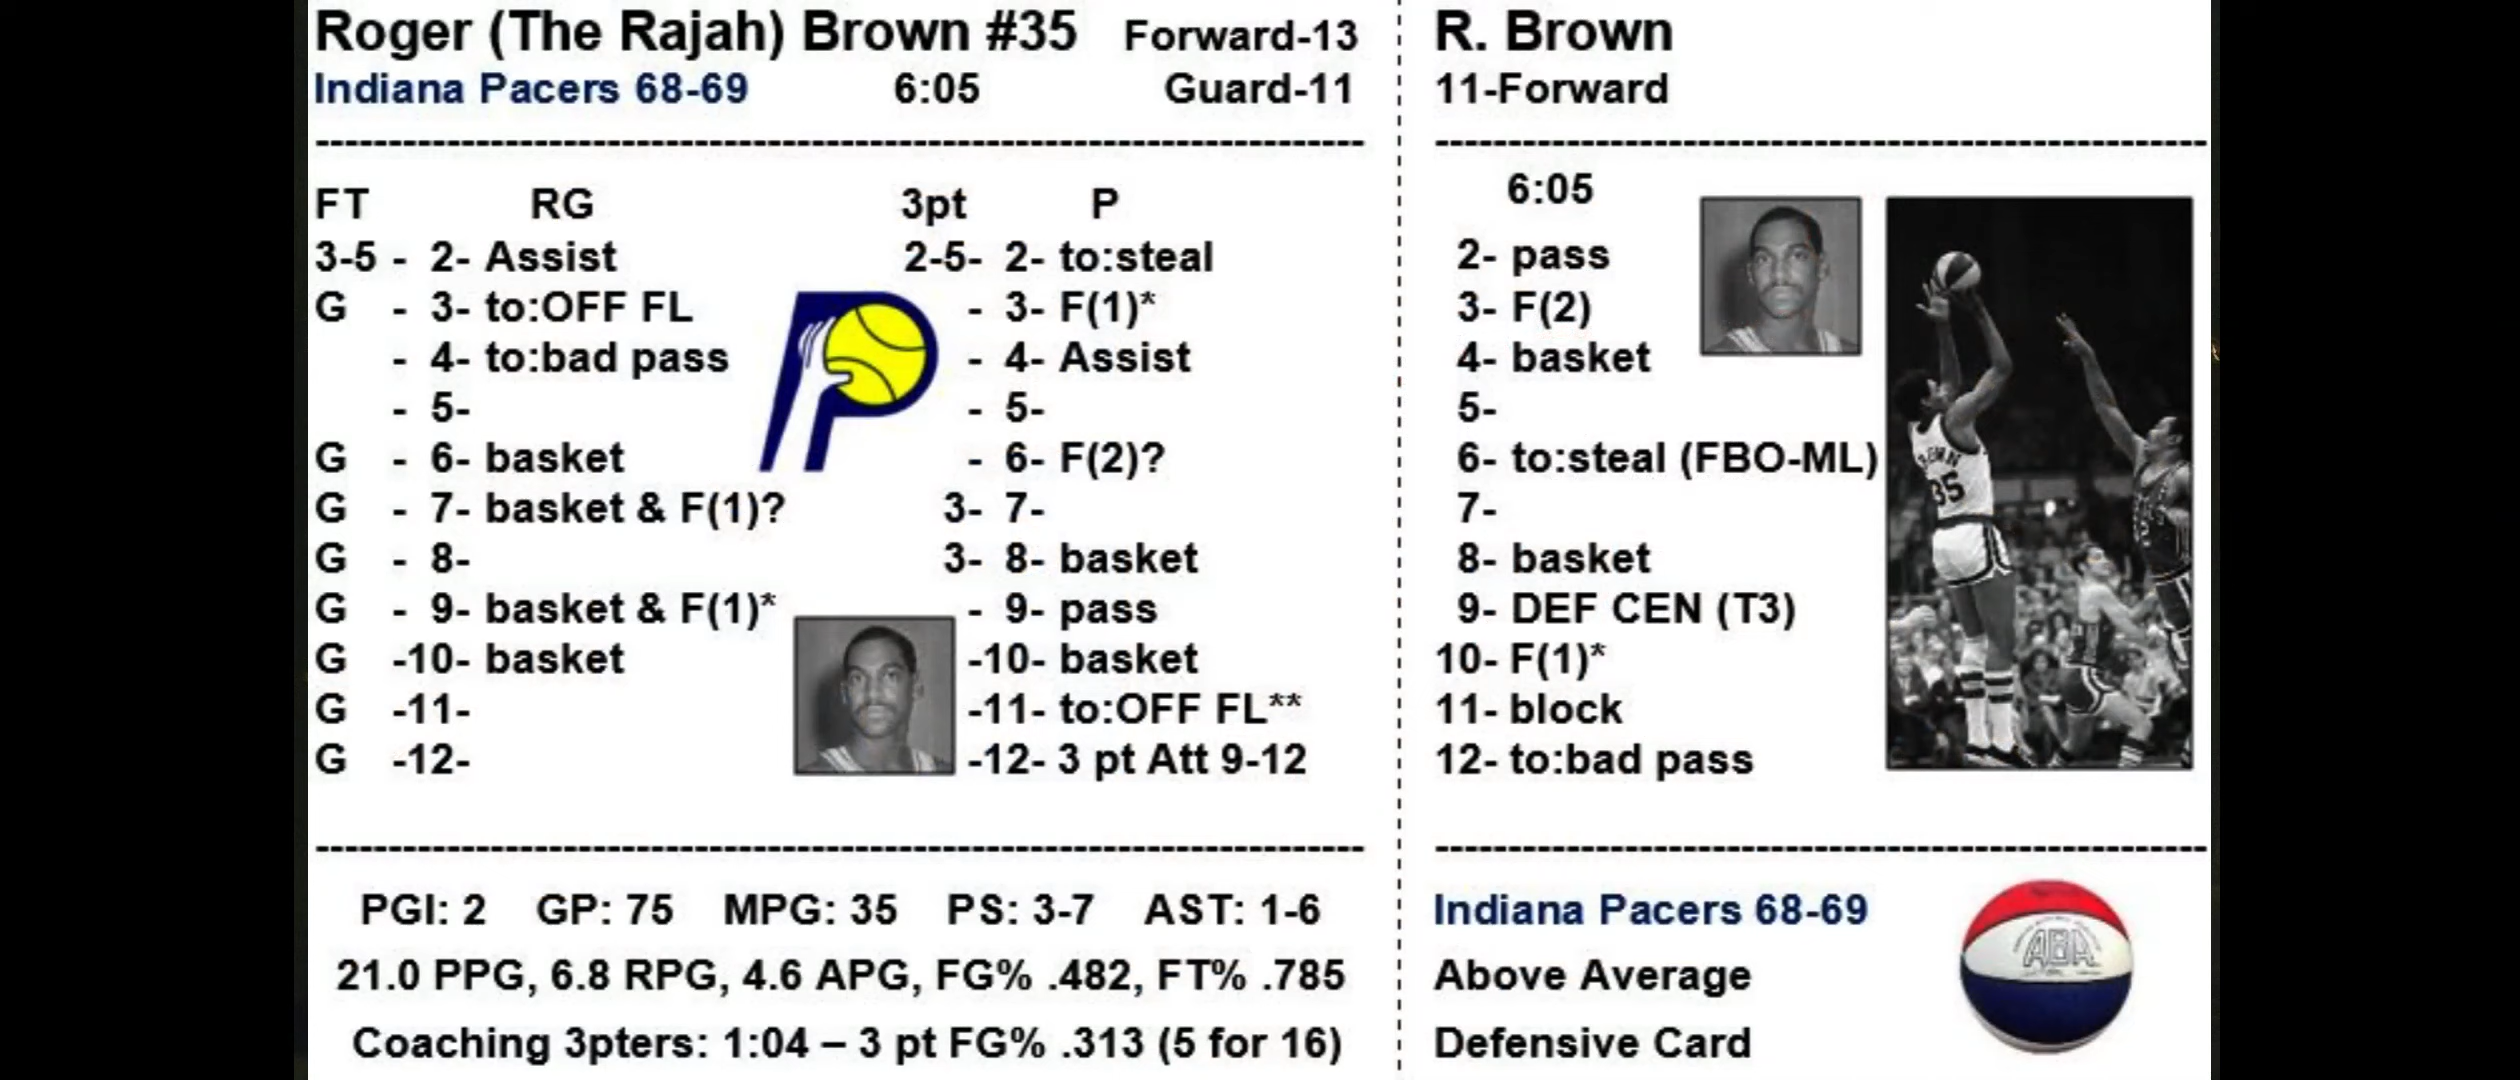 Roger (The Rajah) Brown #35 Forward-13
Indiana Pacers 68-69 6:05 Guard-11
FT RG 3pt P
3-5 - 2- Assist 2-5- 2- to:steal
G - 3- to:OFF FL - 3- F(1)*
- 4- to:bad pass - 4- Assist
- 5- - 5-
G - 6- basket - 6- F(2)?
G - 7- basket & F(1)? 3- 7-
G - 8- 3- 8- basket
G - 9- basket & F(1)* - 9- pass
G -10- basket -10- basket
G -11- -11- to:OFF FL**
G -12- -12- 3 pt Att 9-12
PGI: 2 GP: 75 MPG: 35 PS: 3-7 AST: 1-6
21.0 PPG, 6.8 RPG, 4.6 APG, FG% .482, FT% .785
Coaching 3pters: 1:04 – 3 pt FG% .313 (5 for 16)
R. Brown
11-Forward
6:05
2- pass
3- F(2)
4- basket
5-
6- to:steal (FBO-ML)
7-
8- basket
9- DEF CEN (T3)
10- F(1)*
11- block
12- to:bad pass
35
Indiana Pacers 68-69
Above Average
Defensive Card
ABA